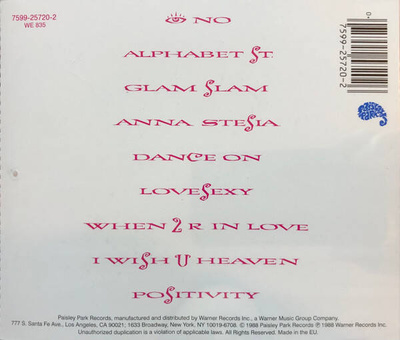 7599-25720-2
WE 835
NO
ALPHABET ST.
GLAM SLAM
ANNA STESIA
DANCE ON
LOVESEXY
WHEN 2 R IN LOVE
I WISH U HEAVEN
POSITIVITY
7599-25720-2
PAISLEY PARK
Paisley Park Records, manufactured and distributed by Warner Records Inc., a Warner Music Group Company.
777 S. Santa Fe Ave., Los Angeles, CA 90021, 1633 Broadway, New York, NY 10019-6708. © 1988 Paisley Park Records ℗ 1988 Warner Records Inc.
Unauthorized duplication is a violation of applicable laws. All Rights Reserved. Made in the EU.